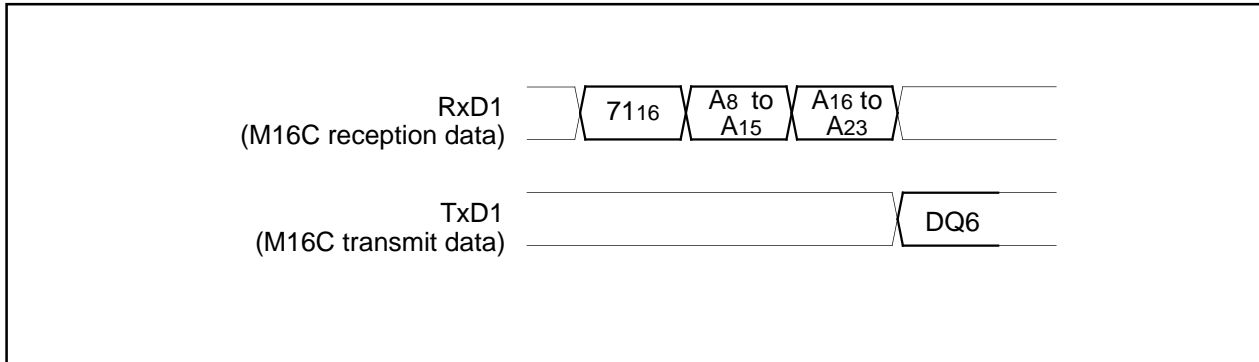 RxD1
(M16C reception data)
7116
A8 to
A15
A16 to
A23
TxD1
(M16C transmit data)
DQ6